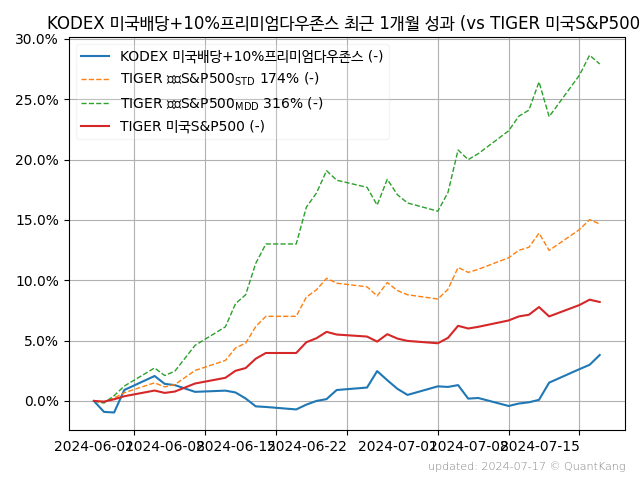 KODEX 미국배당+10%프리미엄다우존스 최근 1개월 성과 (vs TIGER 미국S&P500
30.0%
25.0%
20.0%
15.0%
10.0%
5.0%
0.0%
KODEX 미국배당+10%프리미엄다우존스 (-)
TIGER S&P500STD 174% (-)
TIGER S&P500MDD 316% (-)
TIGER 미국S&P500 (-)
2024-06-01 2024-06-08 2024-06-15 2024-06-22 2024-07-01 2024-07-08 2024-07-15
updated: 2024-07-17 © QuantKang